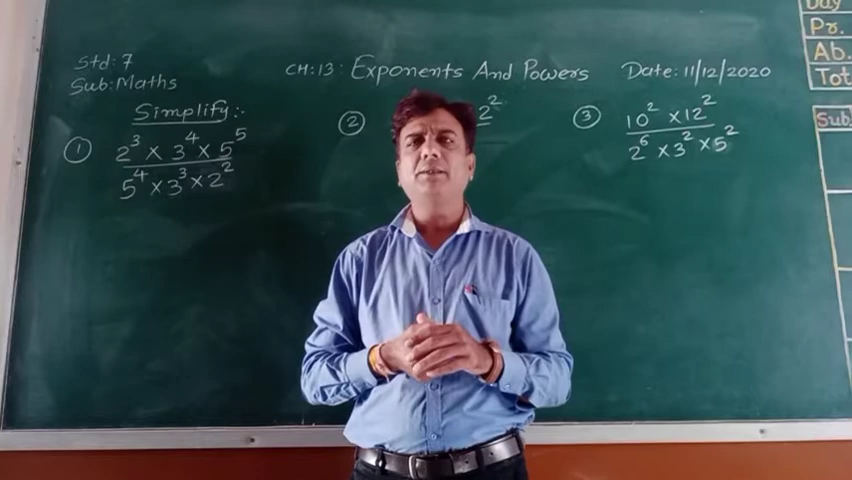 Std: 7
Sub: Maths
CH: 13 : Exponents And Powers
Date: 11/12/2020
Simplify:-
① 2³ × 3⁴ × 5⁵
5⁴ × 3³ × 2²
② 2²
③ 10² × 12²
2⁶ × 3² × 5²
Day
Pr.
Ab.
Tot
Sub.